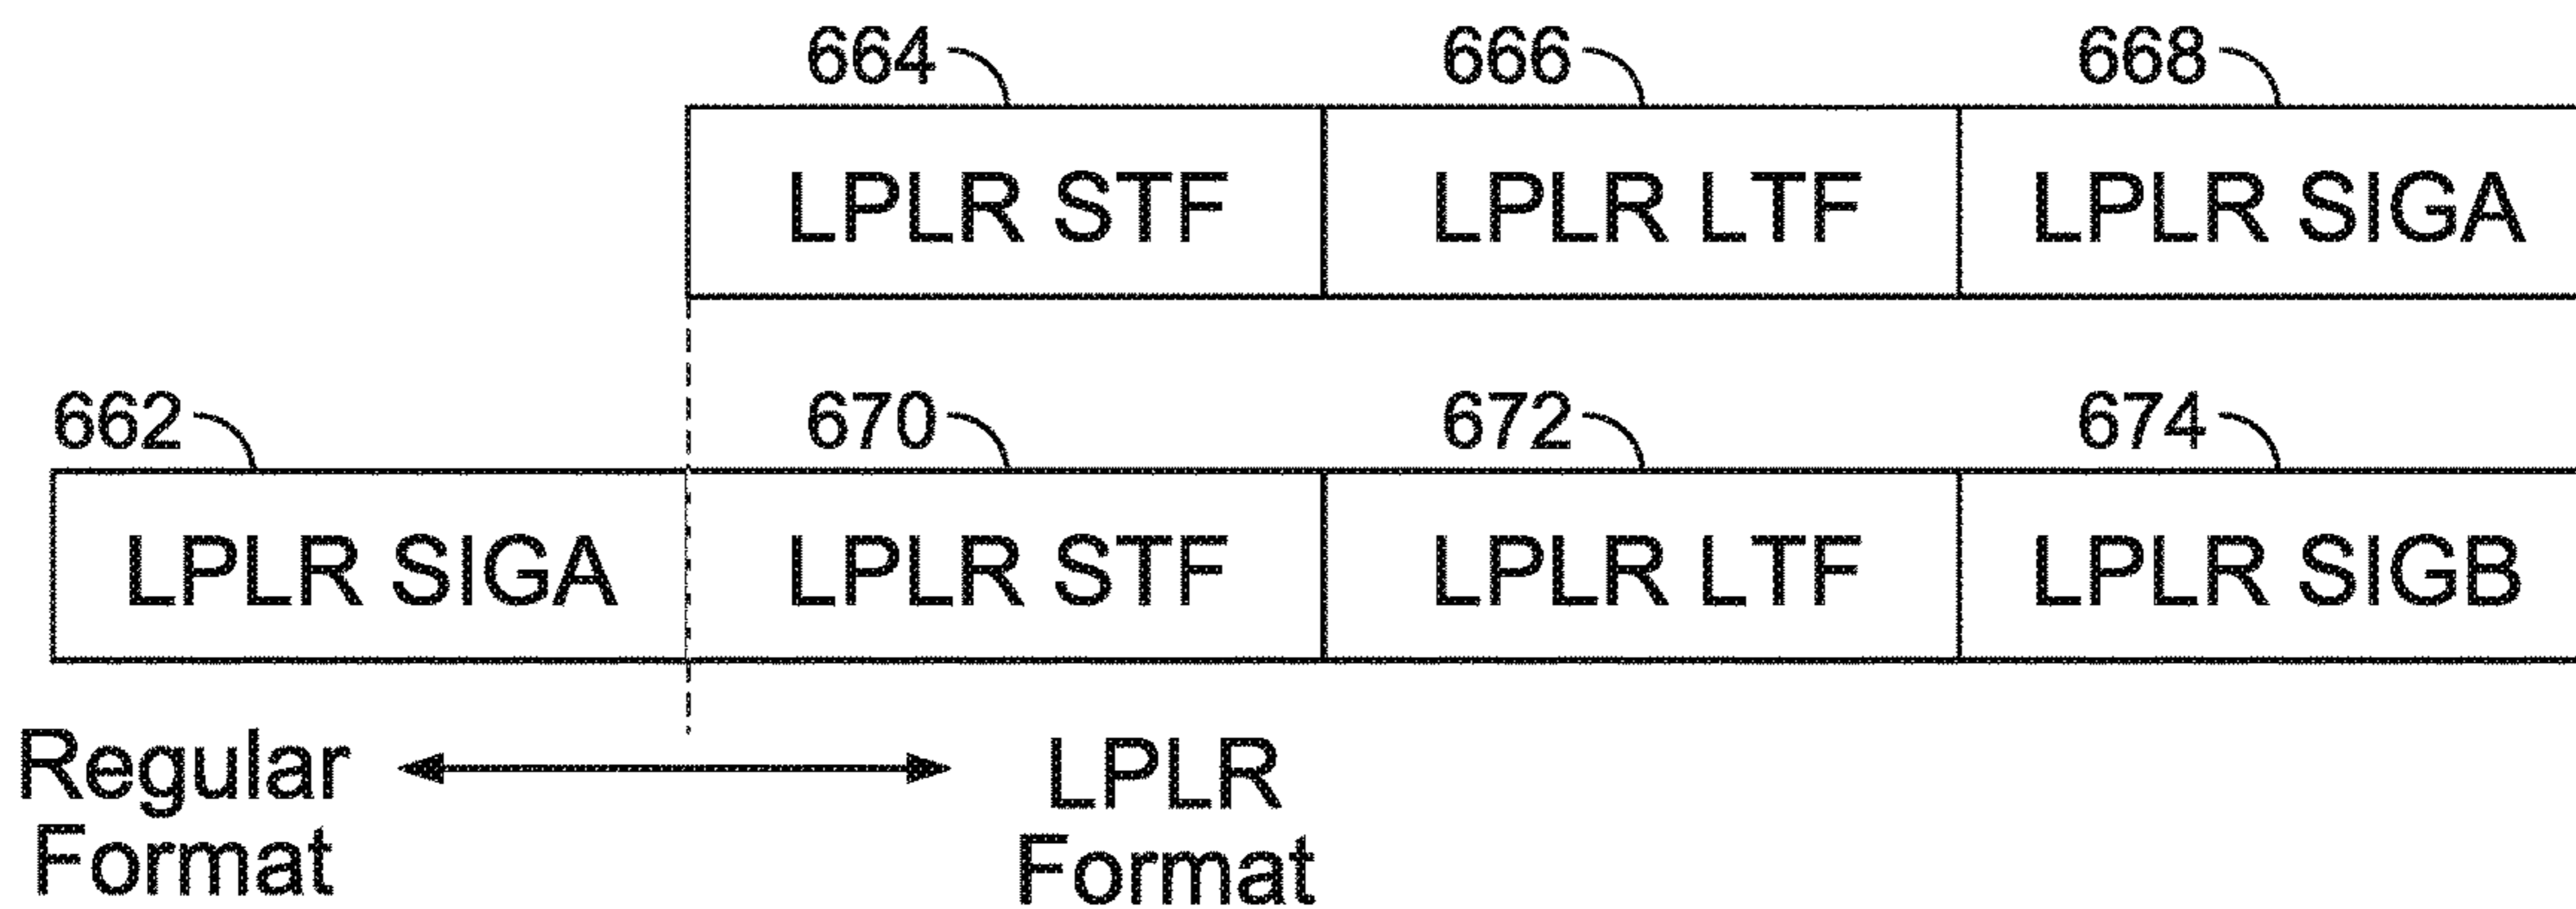 664 666 668
LPLR STF LPLR LTF LPLR SIGA
662 670 672 674
LPLR SIGA LPLR STF LPLR LTF LPLR SIGB
Regular
Format
LPLR
Format